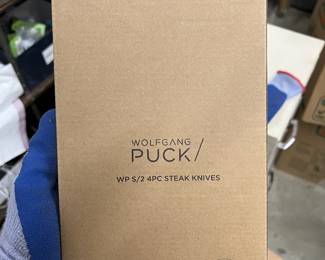 WOLFGANG
PUCK/
WP S/2 4PC STEAK KNIVES